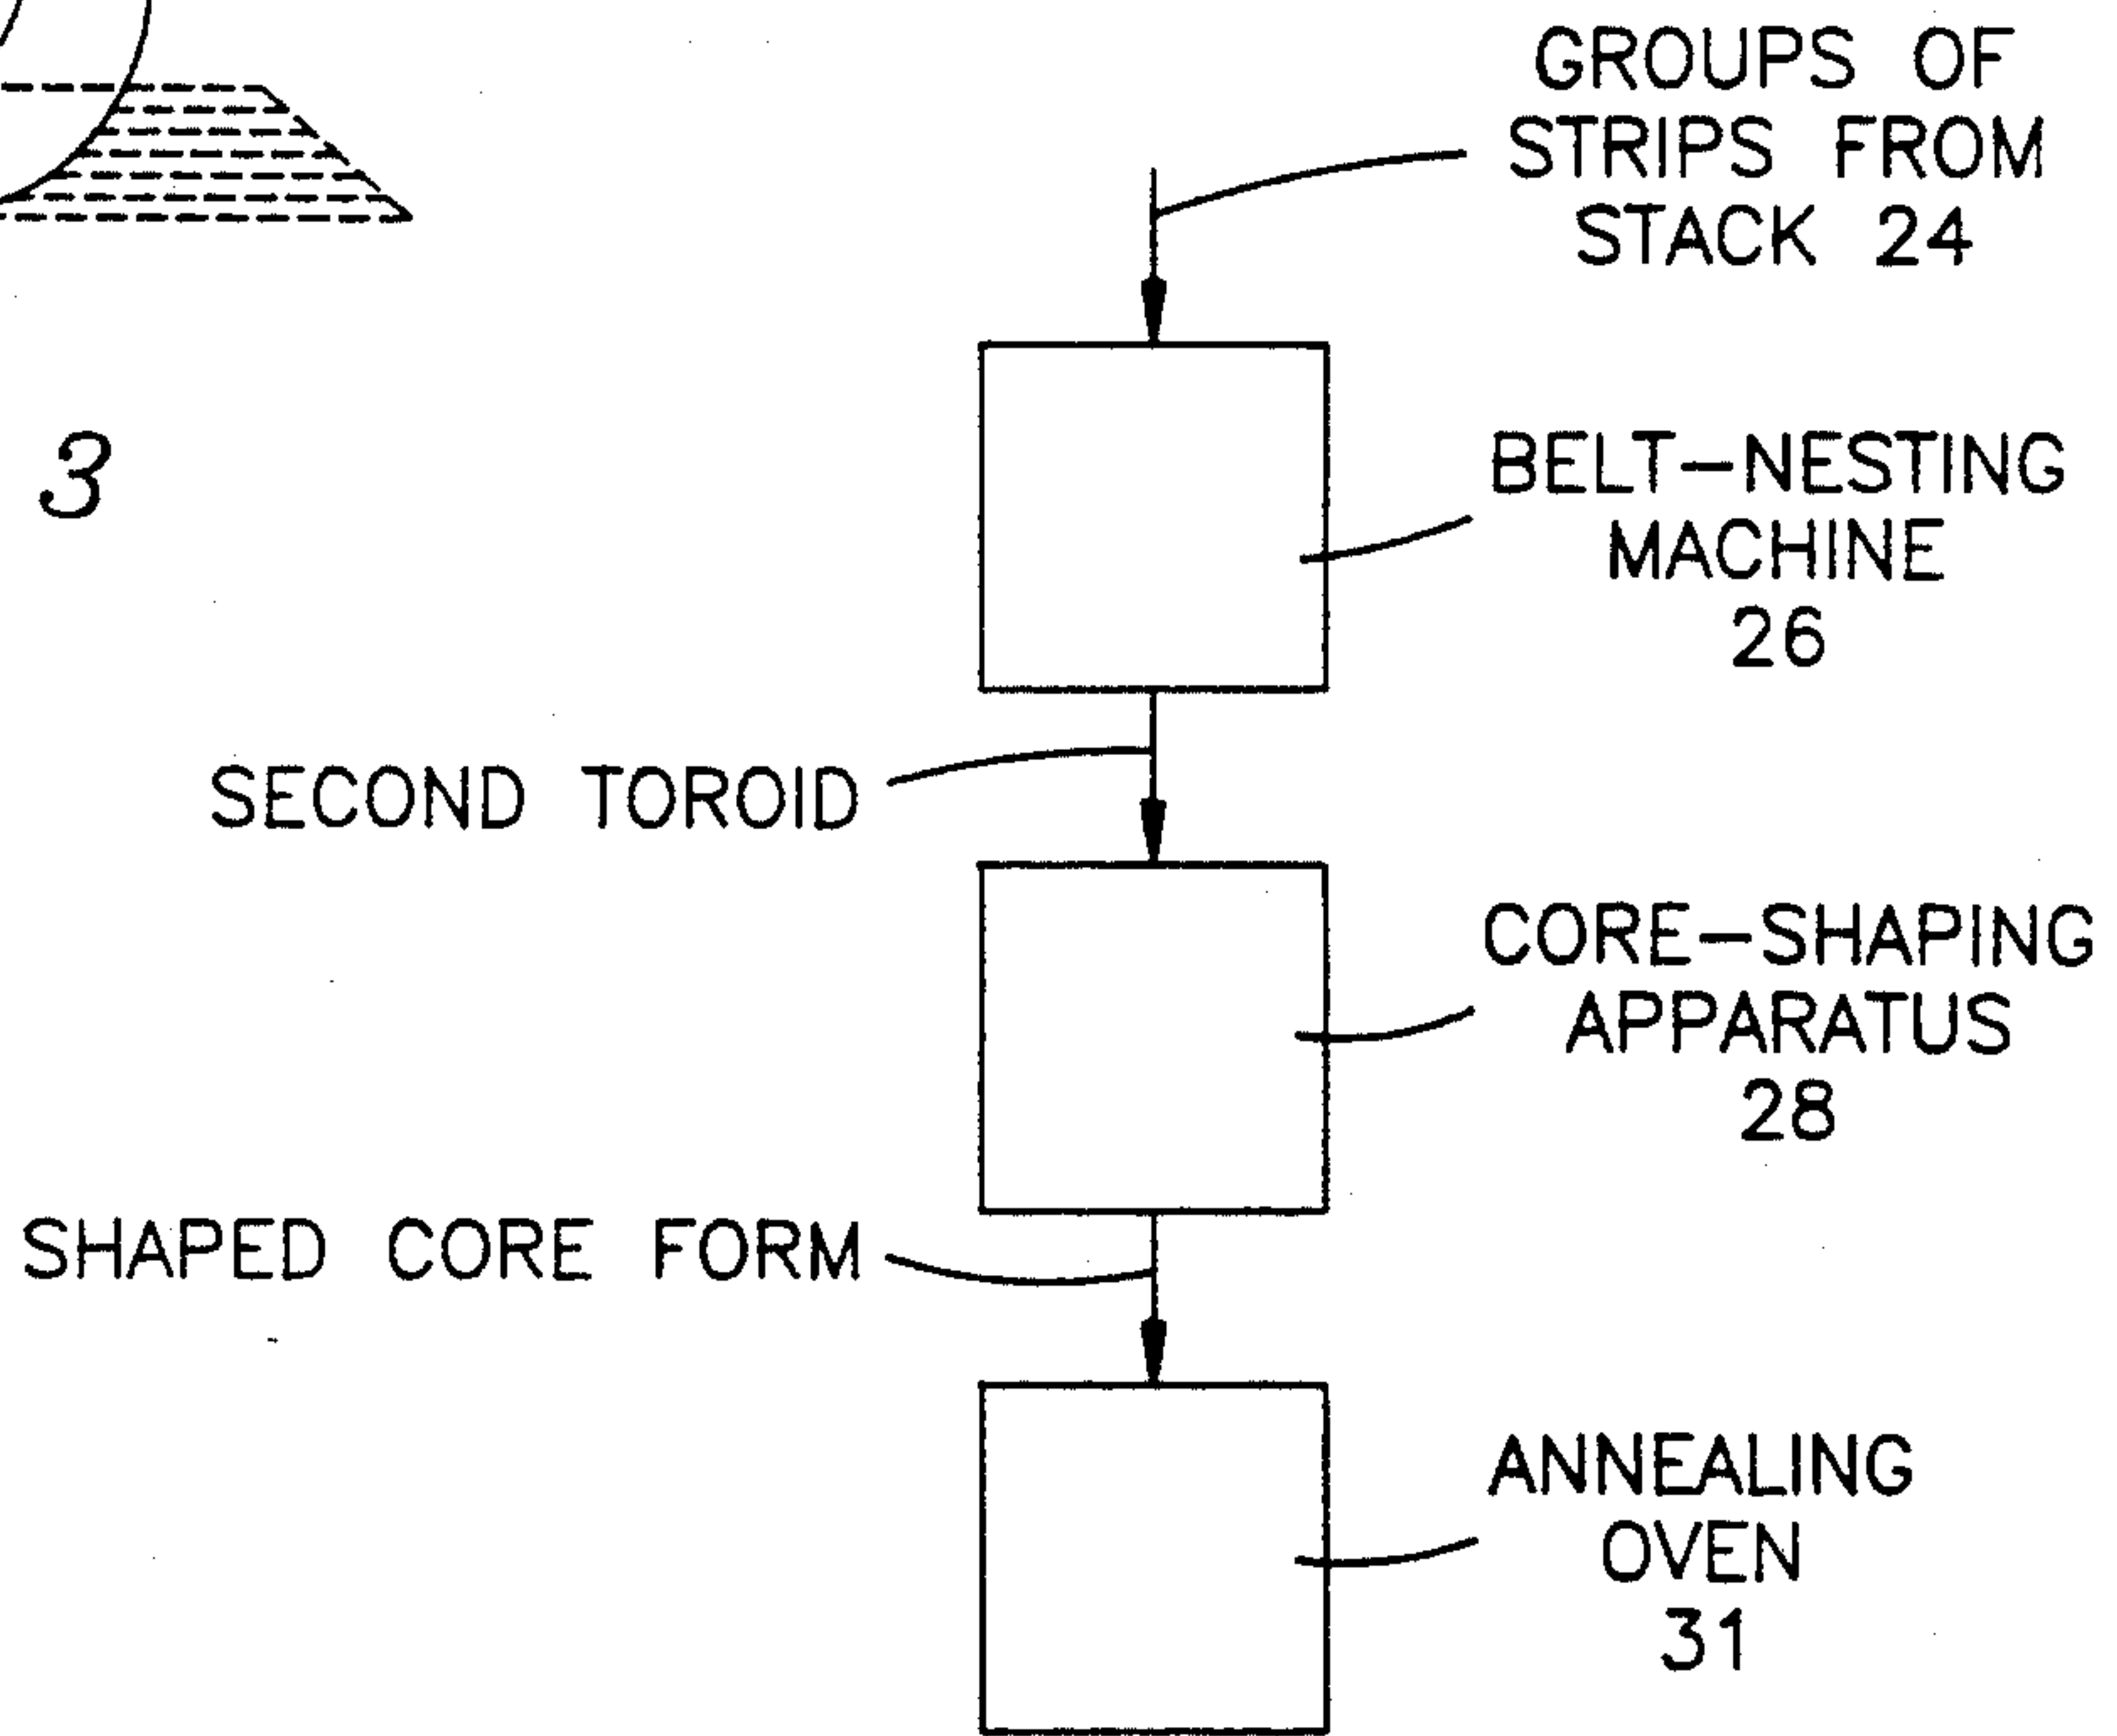 GROUPS OF
STRIPS FROM
STACK 24
3
BELT-NESTING
MACHINE
26
SECOND TOROID
CORE-SHAPING
APPARATUS
28
SHAPED CORE FORM
ANNEALING
OVEN
31